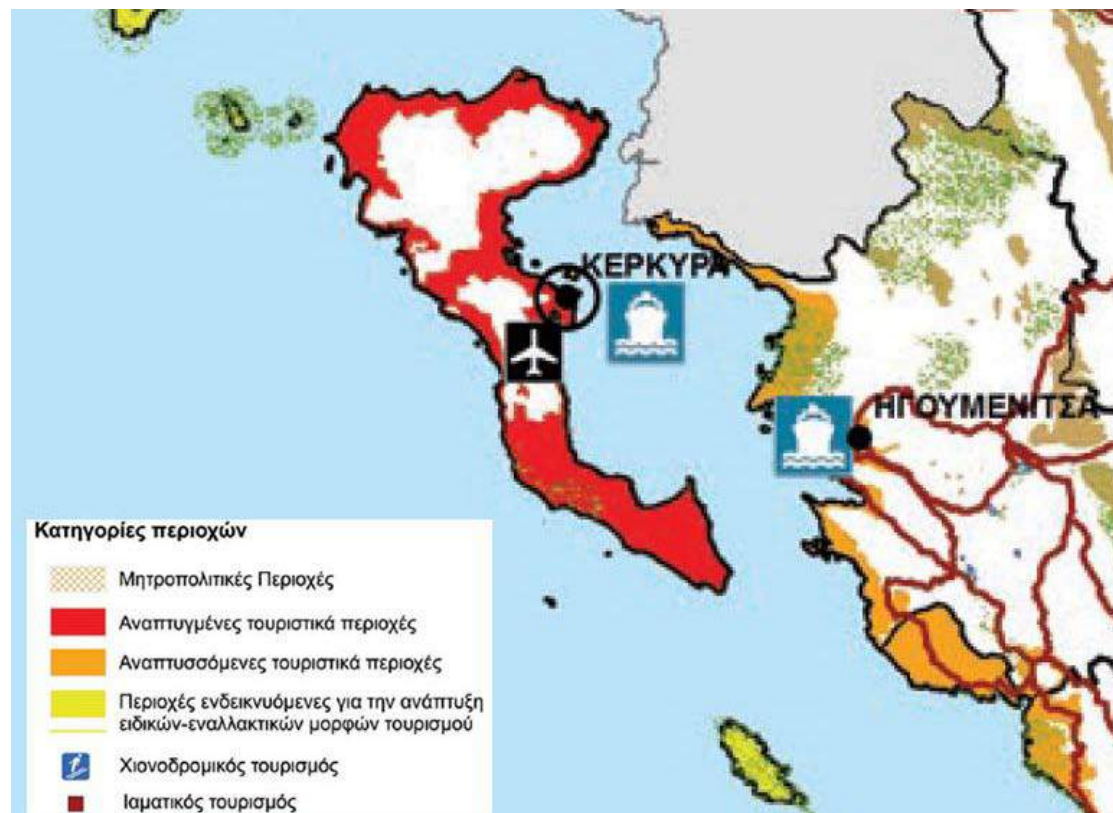 ΚΕΡΚΥΡΑ
ΗΓΟΥΜΕΝΙΤΣΑ
Κατηγορίες περιοχών
Μητροπολιτικές Περιοχές
Αναπτυγμένες τουριστικά περιοχές
Αναπτυσσόμενες τουριστικά περιοχές
Περιοχές ενδεικνυόμενες για την ανάπτυξη
ειδικών-εναλλακτικών μορφών τουρισμού
Χιονοδρομικός τουρισμός
Ιαματικός τουρισμός